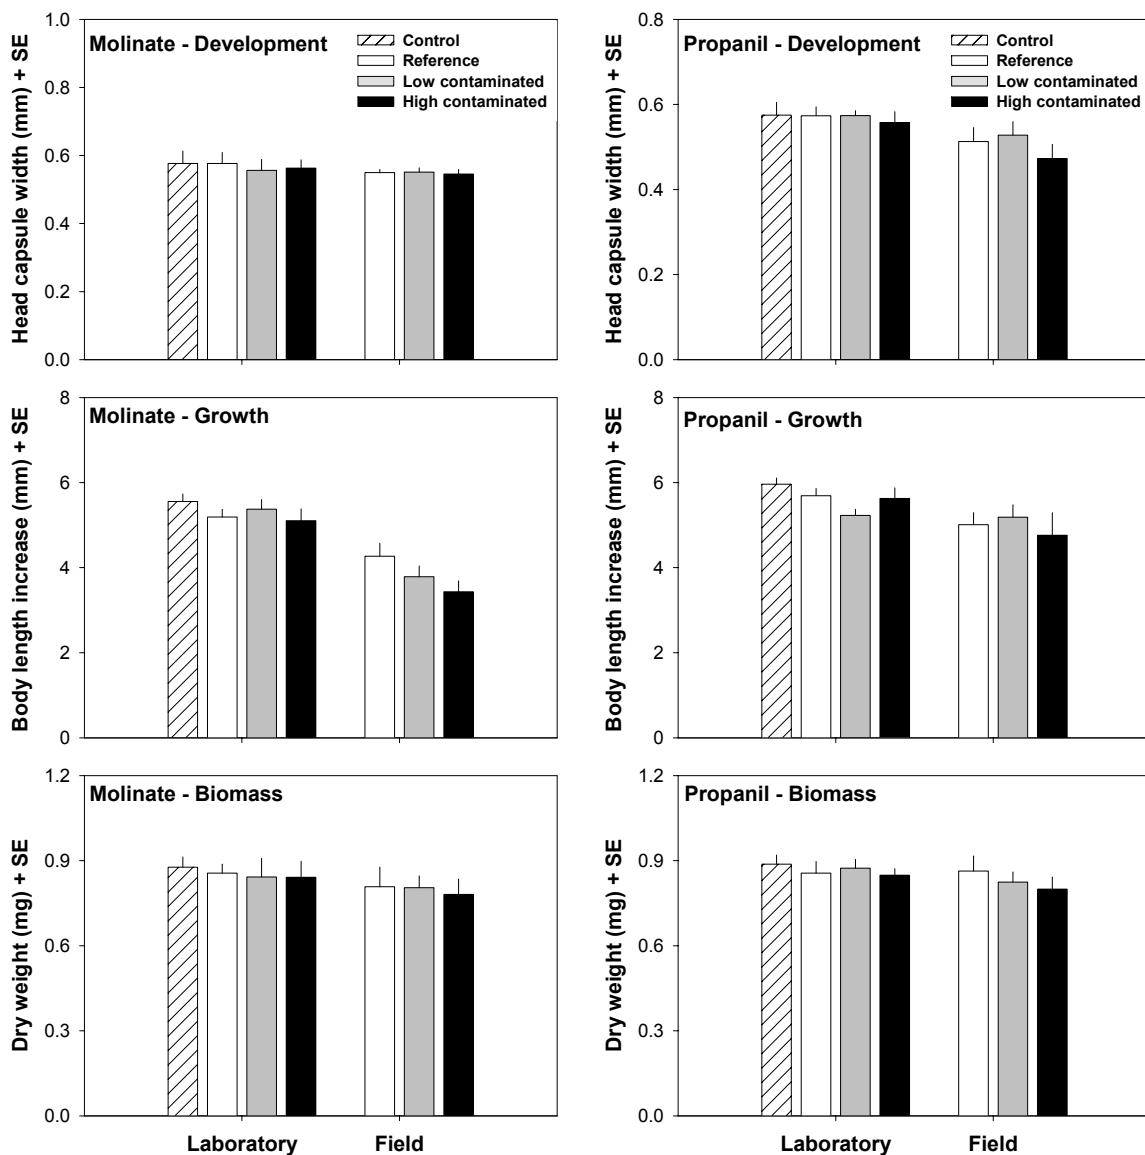 Molinate - Development
Control
Reference
Low contaminated
High contaminated
Head capsule width (mm) + SE
1.0
0.8
0.6
0.4
0.2
0.0
Propanil - Development
Control
Reference
Low contaminated
High contaminated
Head capsule width (mm) + SE
0.8
0.6
0.4
0.2
0.0
Molinate - Growth
Body length increase (mm) + SE
8
6
4
2
0
Propanil - Growth
Body length increase (mm) + SE
8
6
4
2
0
Molinate - Biomass
Dry weight (mg) + SE
1.2
0.9
0.6
0.3
0.0
Laboratory
Field
Propanil - Biomass
Dry weight (mg) + SE
1.2
0.9
0.6
0.3
0.0
Laboratory
Field